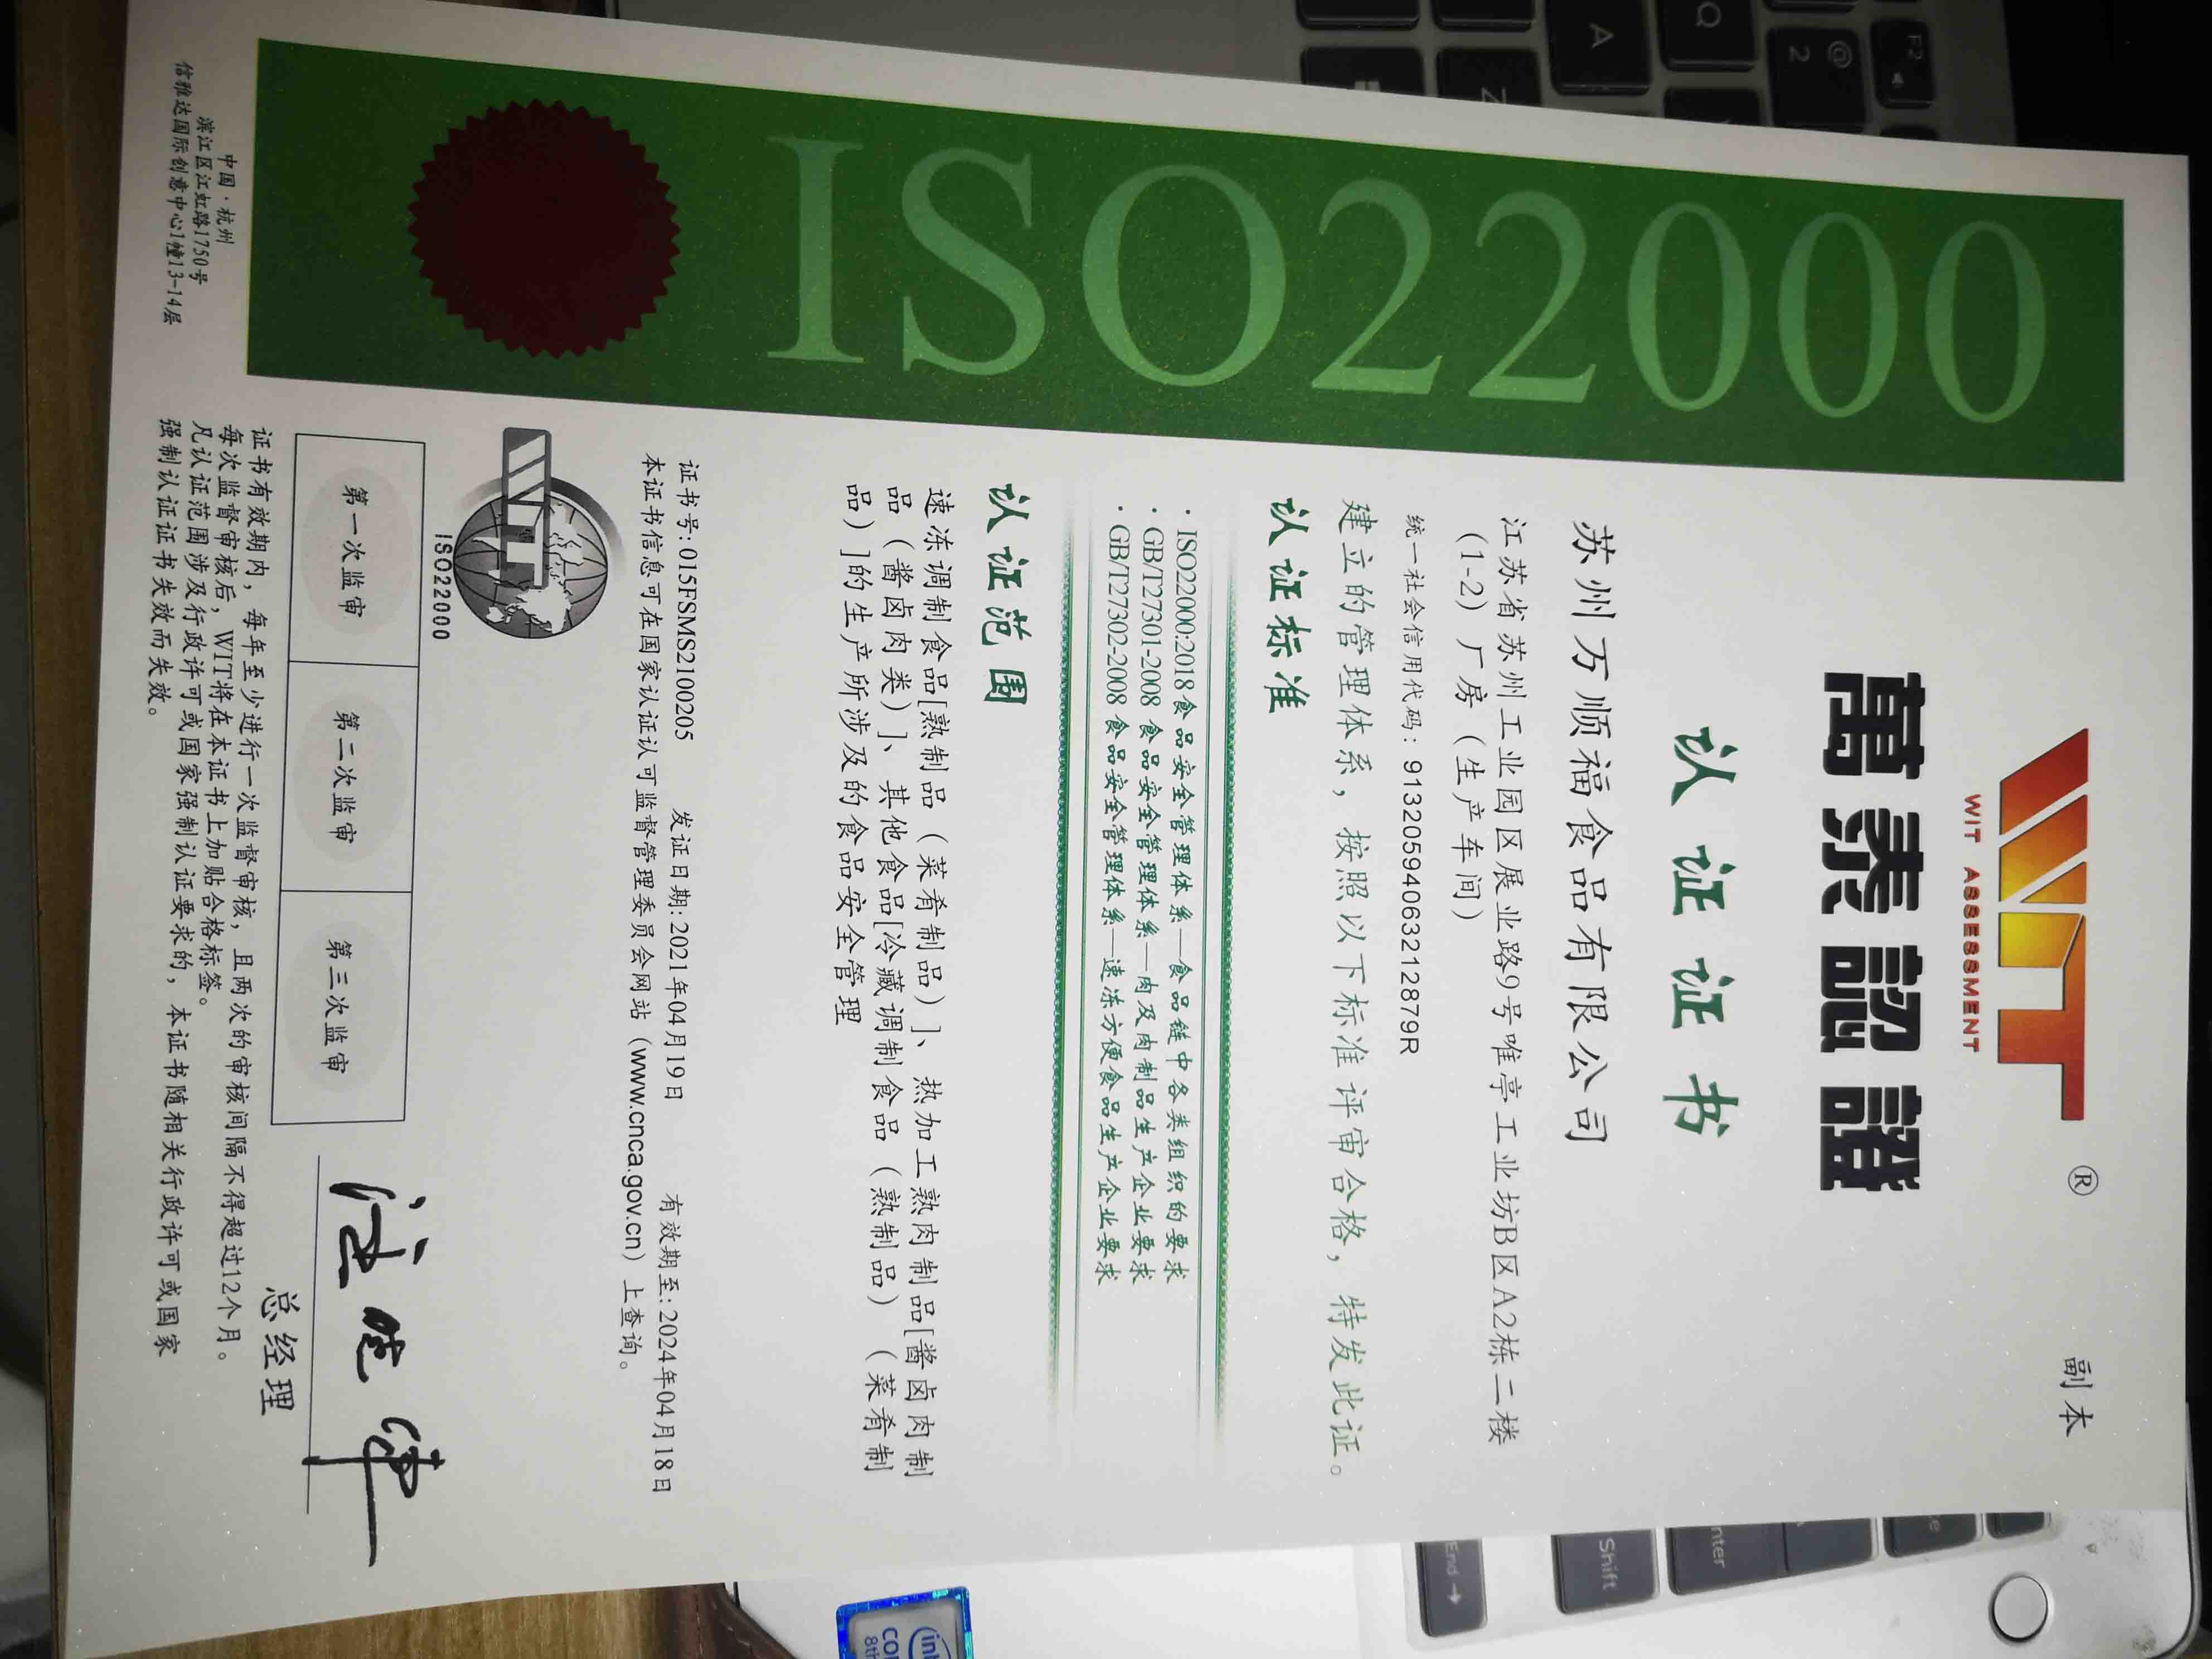 副本
WIT ASSESSMENT
®
萬泰認證
认证证书
苏州万顺福食品有限公司
江苏省苏州工业园区展业路9号唯亭工业坊B区A2栋二楼
(1-2)厂房(生产车间)
统一社会信用代码: 91320594063212879R
建立的管理体系,按照以下标准评审合格,特发此证。
认证标准
· ISO22000:2018食品安全管理体系—食品链中各类组织的要求
· GB/T27301-2008 食品安全管理体系—肉及肉制品生产企业要求
· GB/T27302-2008 食品安全管理体系—速冻方便食品生产企业要求
认证范围
速冻调制食品[熟制品(菜肴制品)]、热加工熟肉制品[酱卤肉制
品(酱卤肉类)]、其他食品[冷藏调制食品(熟制品)(菜肴制
品)]的生产所涉及的食品安全管理
证书号: 015FSMS2100205 发证日期: 2021年04月19日 有效期至: 2024年04月18日
本证书信息可在国家认证认可监督管理委员会网站(www.cnca.gov.cn)上查询。
WIT
ISO22000
第一次监审 第二次监审 第三次监审
总经理
证书有效期内,每年至少进行一次监督审核,且两次的审核间隔不得超过12个月。
每次监督审核后,WIT将在本证书上加贴合格标签。
凡认证范围涉及行政许可或国家强制认证要求的,本证书随相关行政许可或国家
强制认证证书失效而失效。
ISO22000
中国·杭州
滨江区江虹路1750号
信雅达国际创意中心1幢13-14层
F2
@
2
Q
A
Z
End
Shift